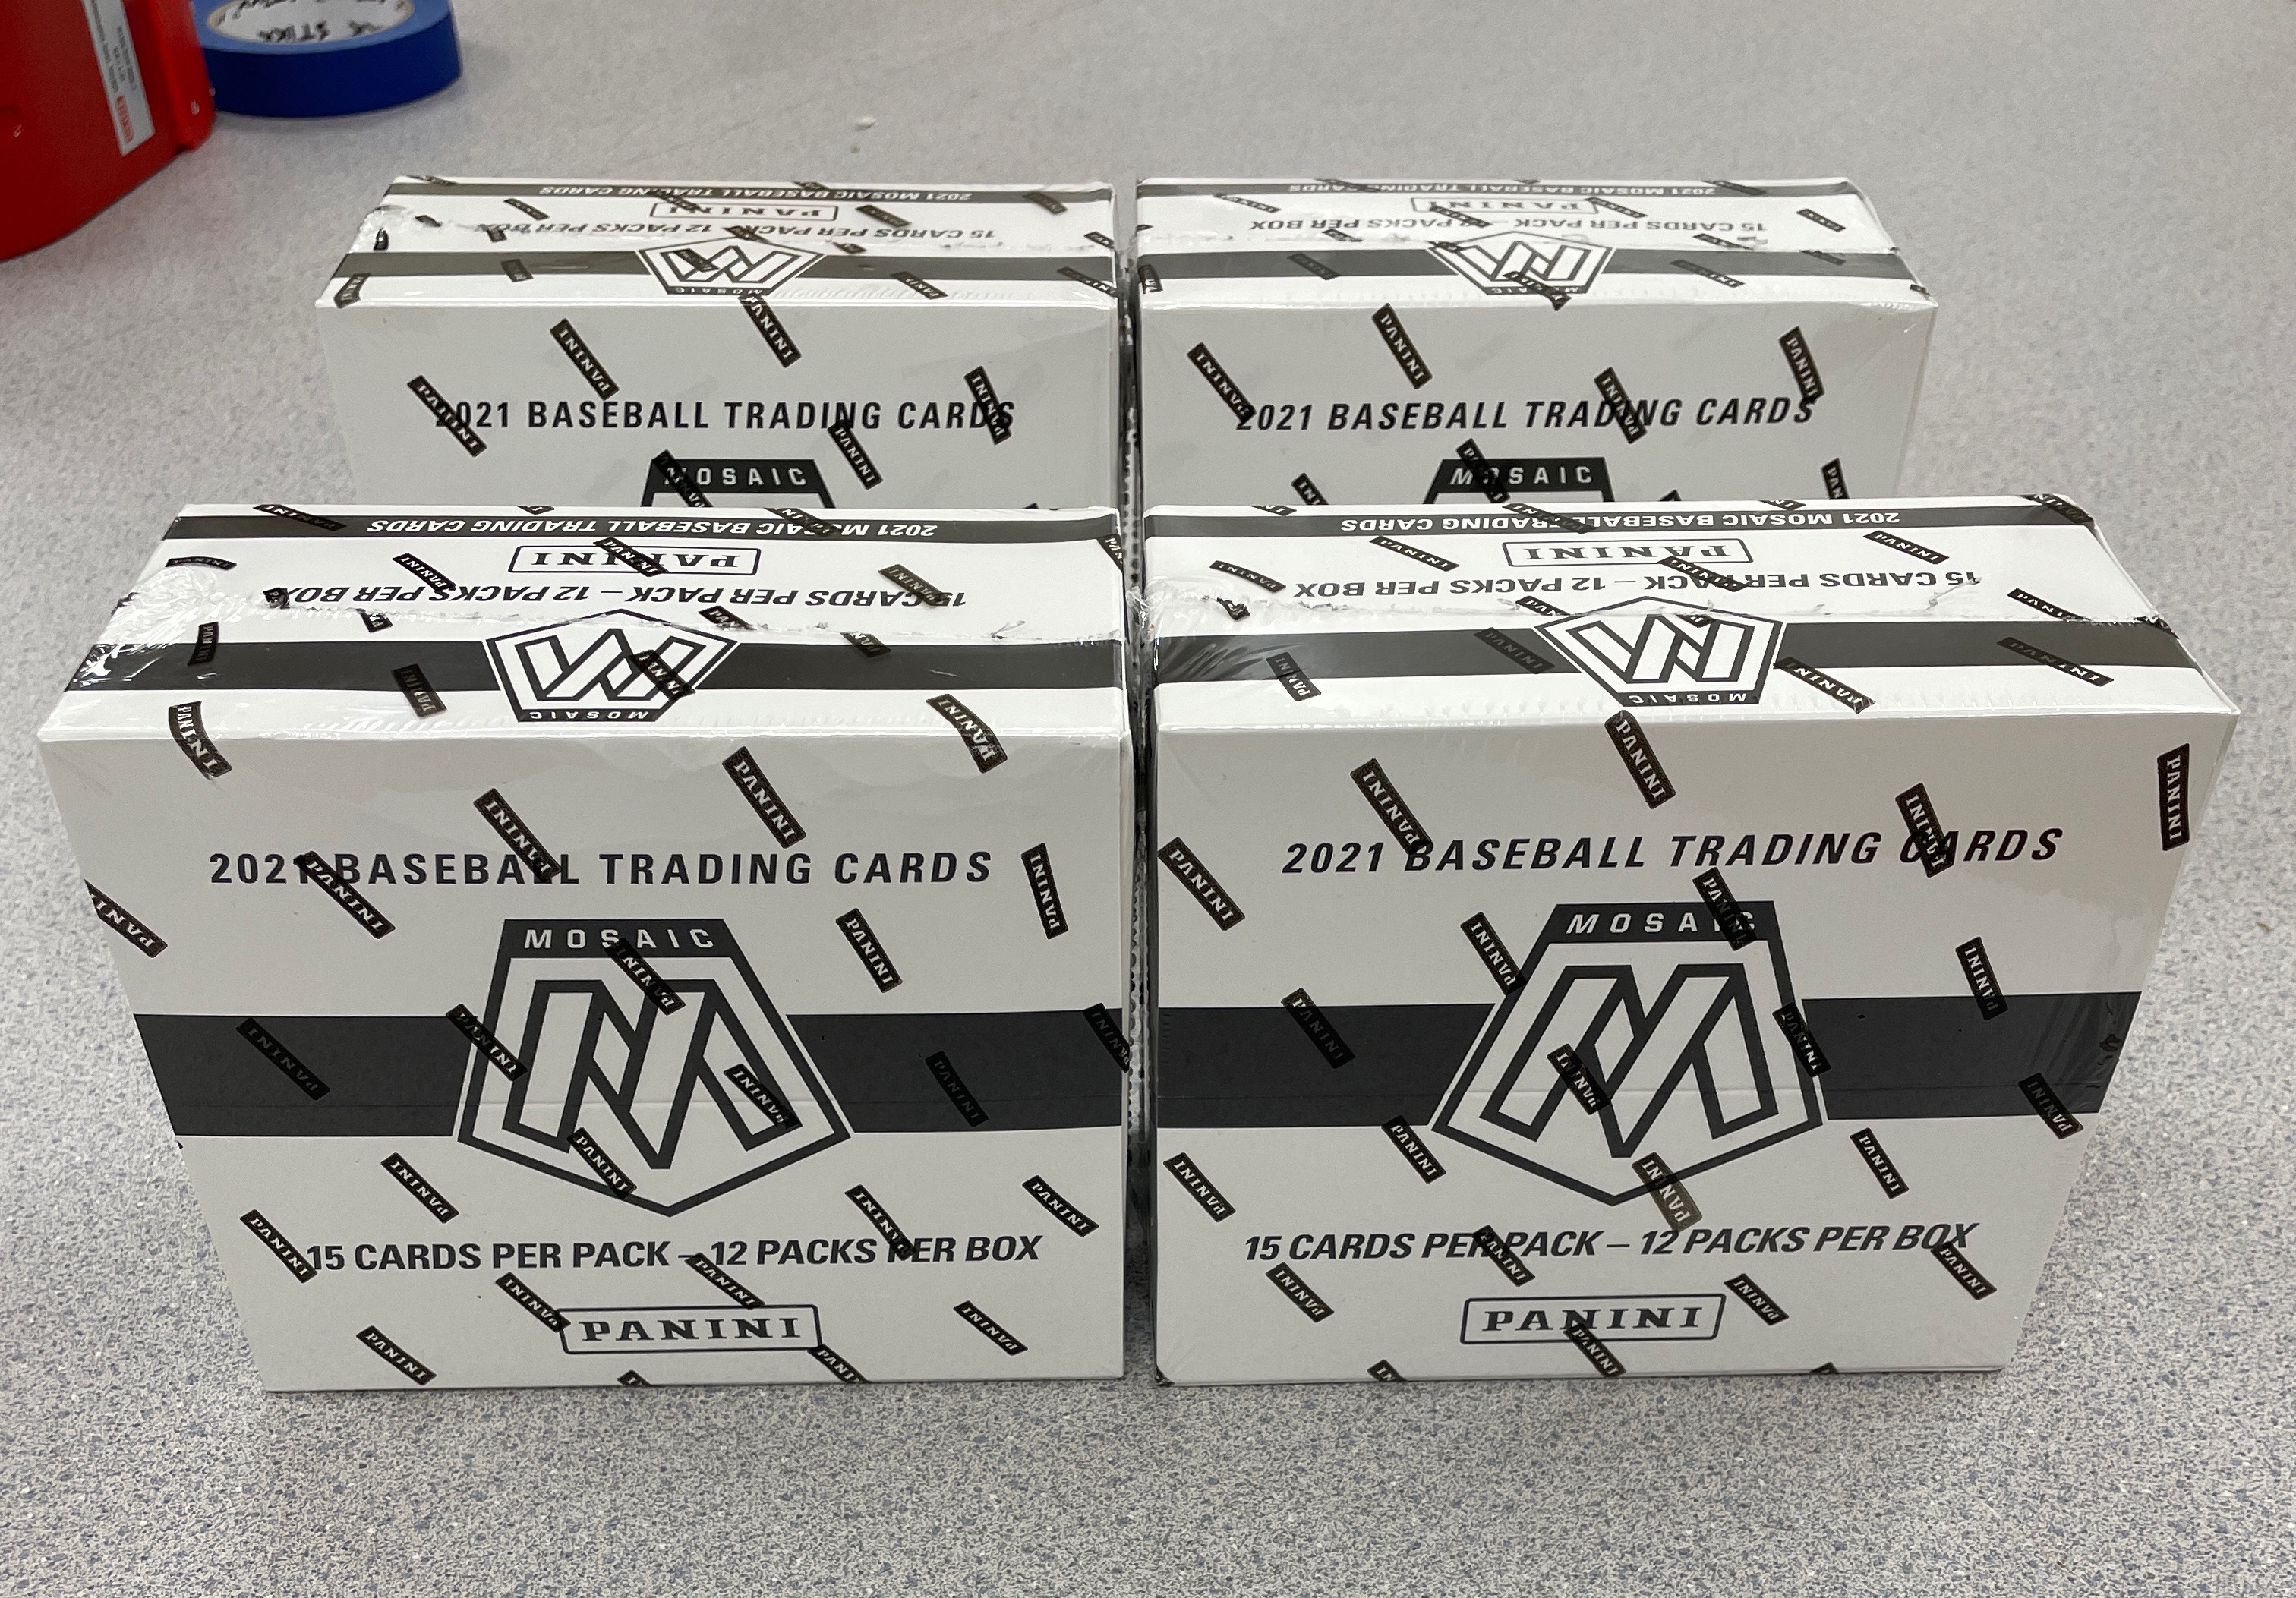 2021 MOSAIC BASEBALL TRADING CARDS
PANINI
15 CARDS PER PACK – 12 PACKS PER BOX
MOSAIC
2021 BASEBALL TRADING CARDS
MOSAIC
2021 MOSAIC BASEBALL TRADING CARDS
PANINI
15 CARDS PER PACK – 12 PACKS PER BOX
MOSAIC
2021 BASEBALL TRADING CARDS
MOSAIC
2021 MOSAIC BASEBALL TRADING CARDS
PANINI
15 CARDS PER PACK – 12 PACKS PER BOX
MOSAIC
2021 BASEBALL TRADING CARDS
MOSAIC
15 CARDS PER PACK – 12 PACKS PER BOX
PANINI
2021 MOSAIC BASEBALL TRADING CARDS
PANINI
15 CARDS PER PACK – 12 PACKS PER BOX
MOSAIC
2021 BASEBALL TRADING CARDS
MOSAIC
15 CARDS PER PACK – 12 PACKS PER BOX
PANINI